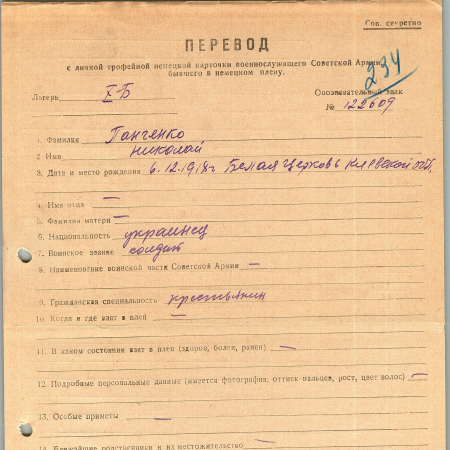 Сов. секретно
ПЕРЕВОД
с личной трофейной немецкой карточки военнослужащего Советской Армии,
бывшего в немецком плену.
234
Лагерь X-Б
Опознавательный знак
№ 122609
1. Фамилия Панченко
2 Имя Николай
3. Дата и место рождения 6.12.1918г Белая Церковь Киевской обл.
4. Имя отца —
5. Фамилия матери —
6. Национальность украинец
7. Воинское звание солдат
8. Наименование воинской части Советской Армии —
9. Гражданская специальность крестьянин
10. Когда и где взят в плен —
11. В каком состоянии взят в плен (здоров, болен, ранен) —
12. Подробные персональные данные (имеется фотография, оттиск пальцев, рост, цвет волос) —
13. Особые приметы —
14. Ближайшие родственники и их местожительство —